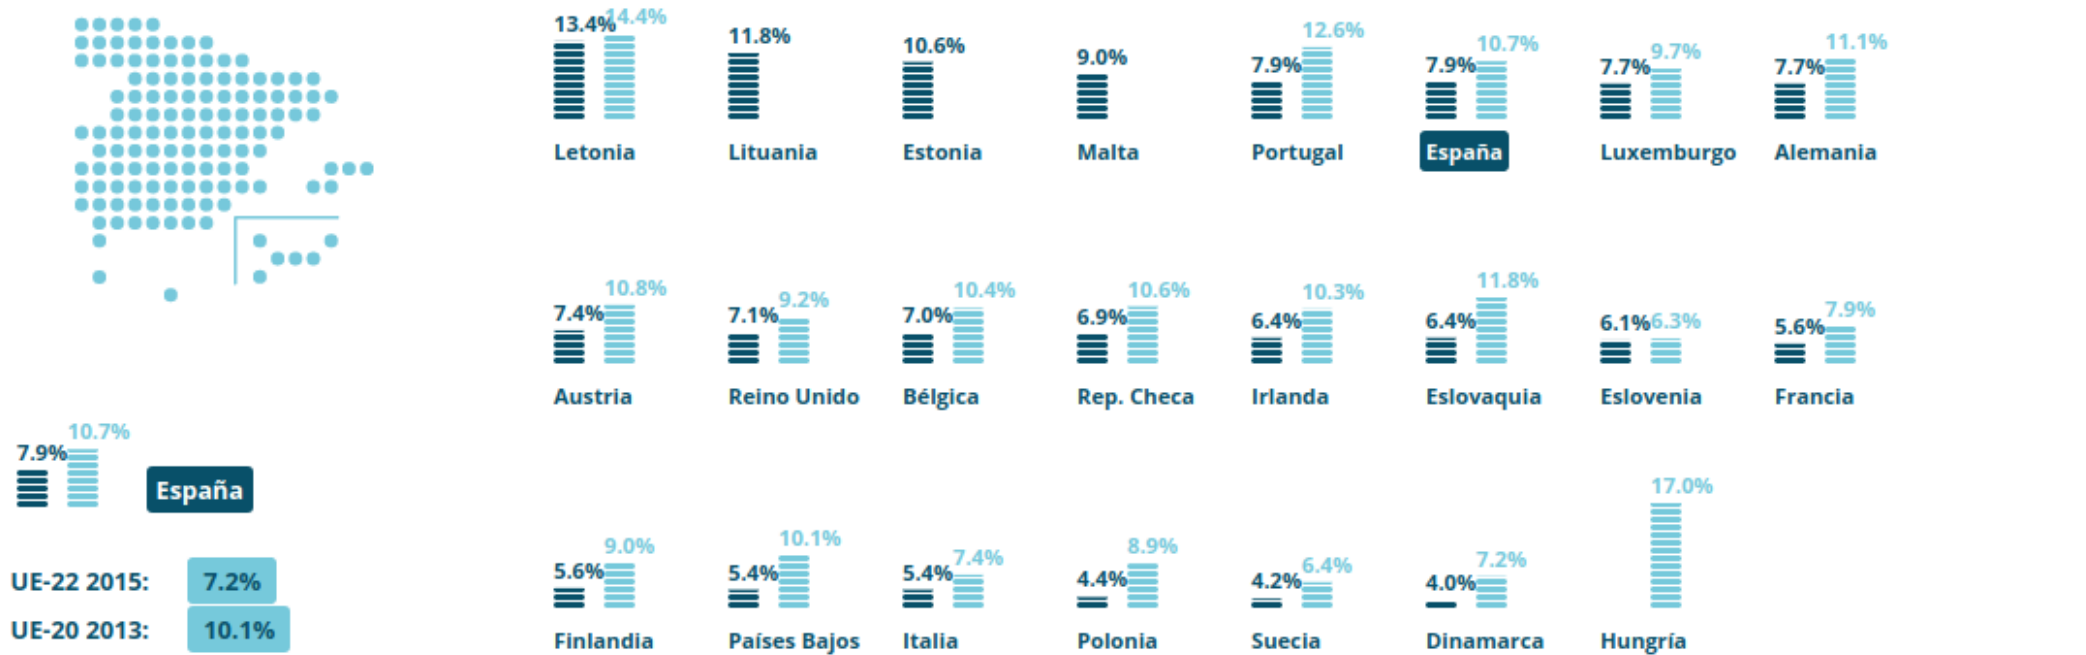 13.4% 14.4% 11.8% 10.6% 9.0% 7.9% 12.6% 7.9% 10.7% 7.7% 9.7% 7.7% 11.1%
Letonia Lituania Estonia Malta Portugal España Luxemburgo Alemania
7.4% 10.8% 7.1% 9.2% 7.0% 10.4% 6.9% 10.6% 6.4% 10.3% 6.4% 11.8% 6.1% 6.3% 5.6% 7.9%
Austria Reino Unido Bélgica Rep. Checa Irlanda Eslovaquia Eslovenia Francia
7.9% 10.7%
España
5.6% 9.0% 5.4% 10.1% 5.4% 7.4% 4.4% 8.9% 4.2% 6.4% 4.0% 7.2% 17.0%
Finlandia Países Bajos Italia Polonia Suecia Dinamarca Hungría
UE-22 2015: 7.2%
UE-20 2013: 10.1%